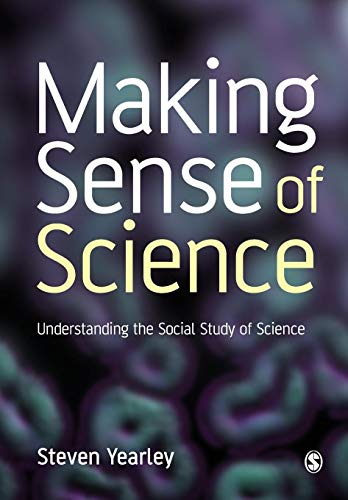 Making
Sense of
Science
Understanding the Social Study of Science
Steven Yearley
S